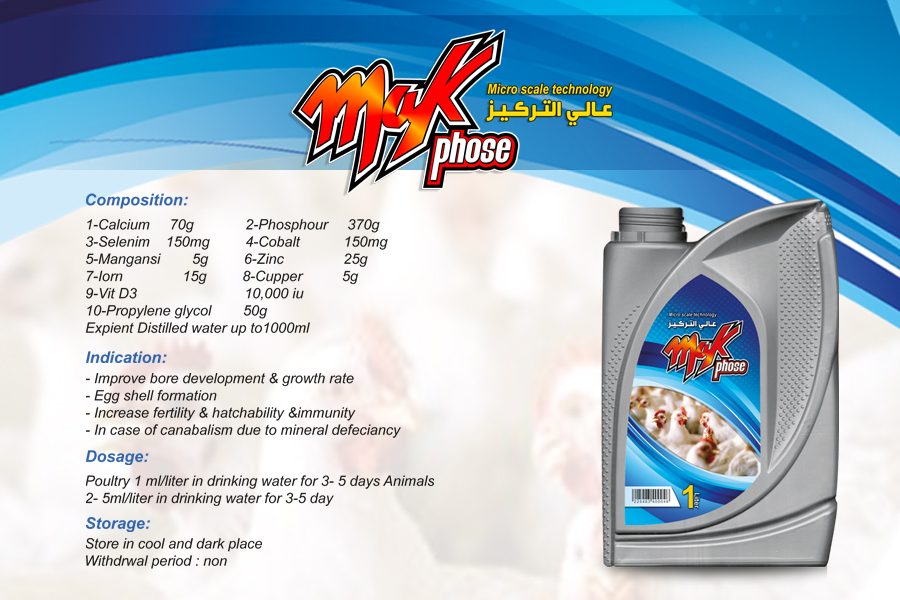 Mak
phose
Micro scale technology
عالي التركيز
Composition:
1-Calcium 70g 2-Phosphour 370g
3-Selenim 150mg 4-Cobalt 150mg
5-Mangansi 5g 6-Zinc 25g
7-Iorn 15g 8-Cupper 5g
9-Vit D3 10,000 iu
10-Propylene glycol 50g
Expient Distilled water up to1000ml
Indication:
- Improve bore development & growth rate
- Egg shell formation
- Increase fertility & hatchability &immunity
- In case of canabalism due to mineral defeciancy
Dosage:
Poultry 1 ml/liter in drinking water for 3- 5 days Animals
2- 5ml/liter in drinking water for 3-5 day
Storage:
Store in cool and dark place
Withdrwal period : non
Micro scale technology
عالي التركيز
Mak
phose
1 Liter